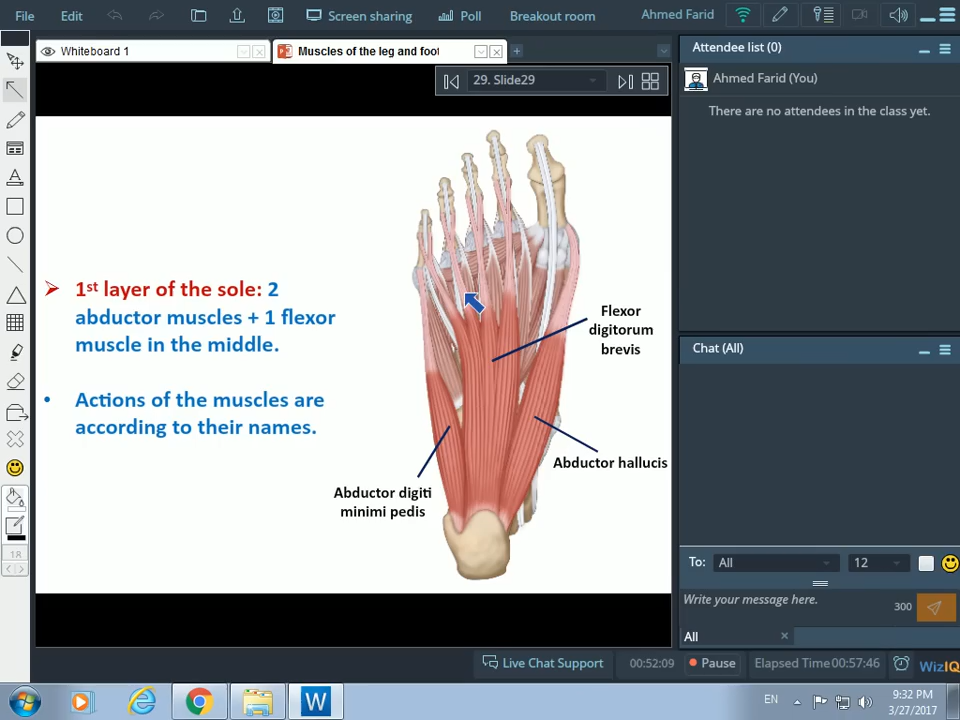 File
Edit
Screen sharing
Poll
Breakout room
Ahmed Farid
Whiteboard 1
Muscles of the leg and foot
29. Slide29
Attendee list (0)
Ahmed Farid (You)
There are no attendees in the class yet.
1st layer of the sole: 2
abductor muscles + 1 flexor
muscle in the middle.
• Actions of the muscles are
according to their names.
Flexor
digitorum
brevis
Abductor hallucis
Abductor digiti
minimi pedis
Chat (All)
To: All
12
Write your message here.
300
All
Live Chat Support
00:52:09
Pause
Elapsed Time 00:57:46
WizIQ
EN
9:32 PM
3/27/2017